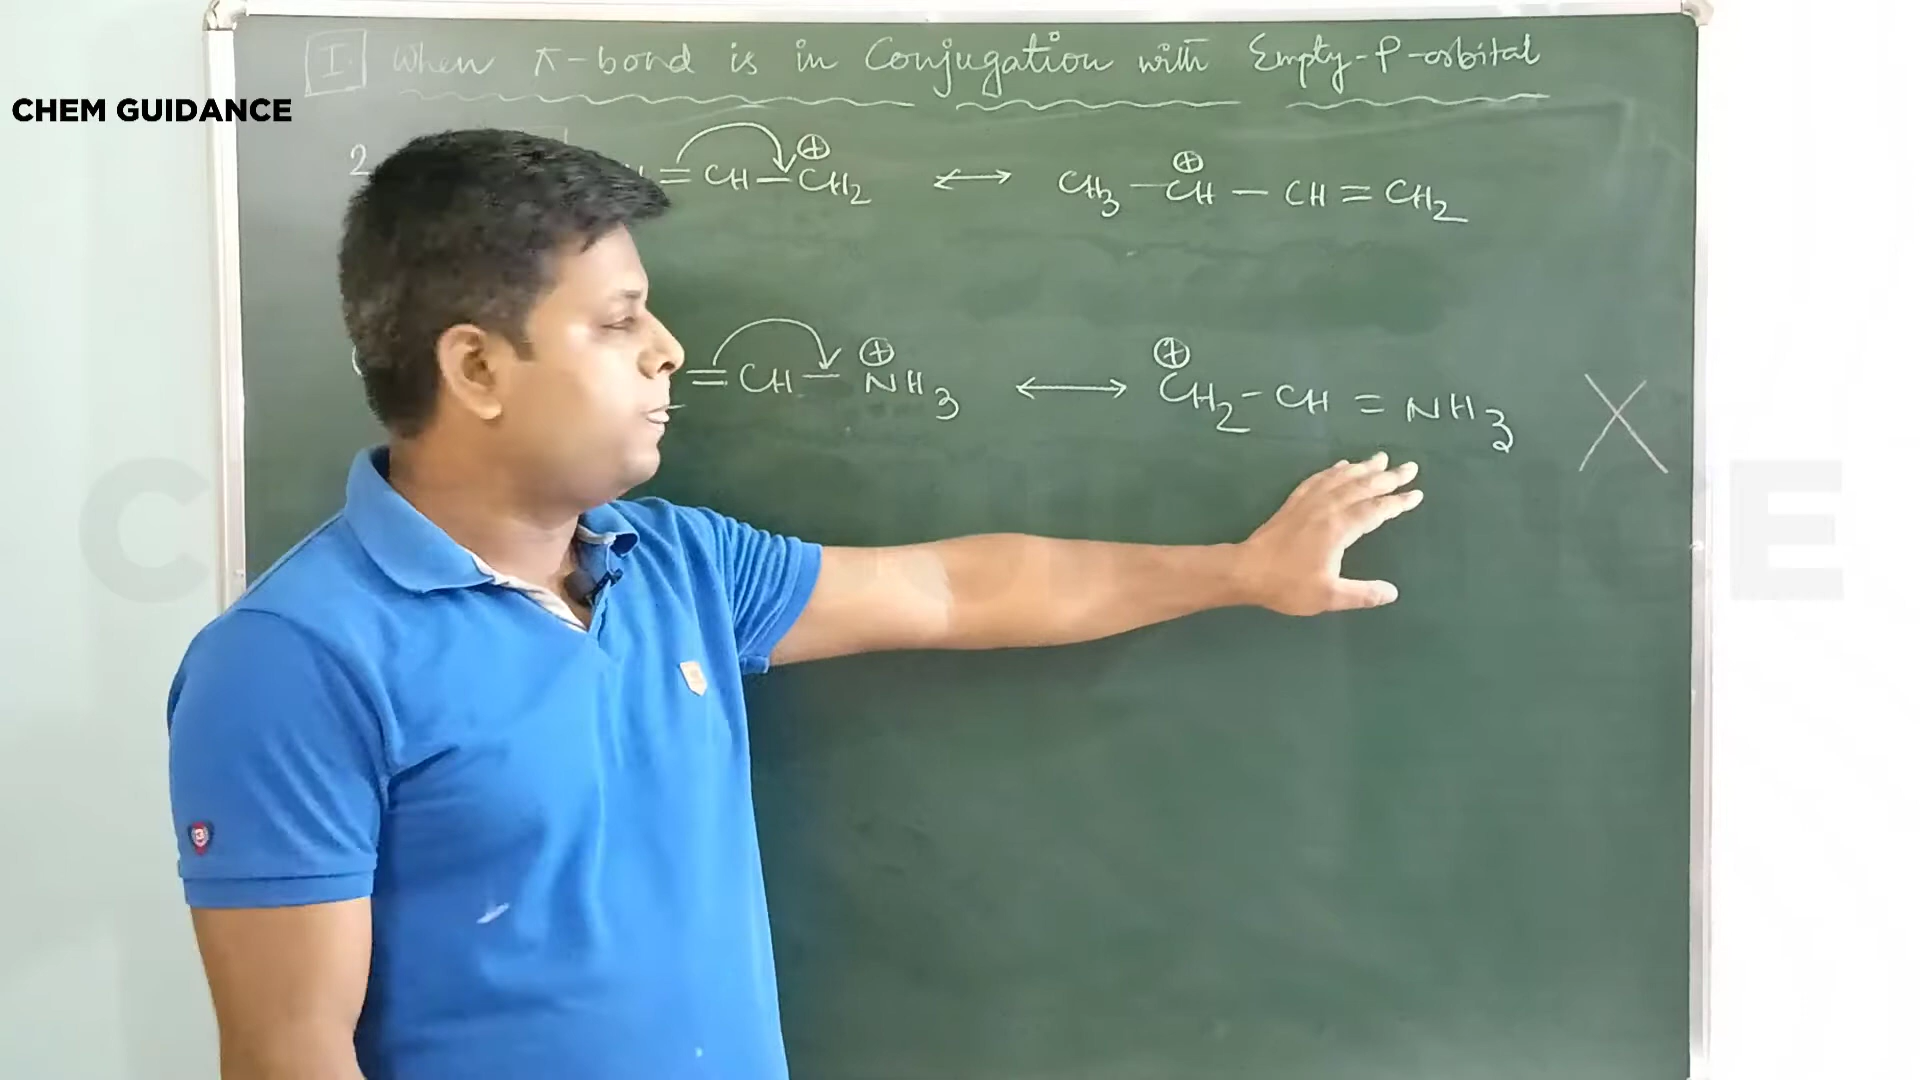 I. When π-bond is in Conjugation with Empty-P-orbital
CHEM GUIDANCE
2
=CH–CH₂ ⊕ ⟷ CH₃–CH⊕–CH=CH₂
=CH–NH₃ ⊕ ⟷ ⊕CH₂–CH=NH₃ X